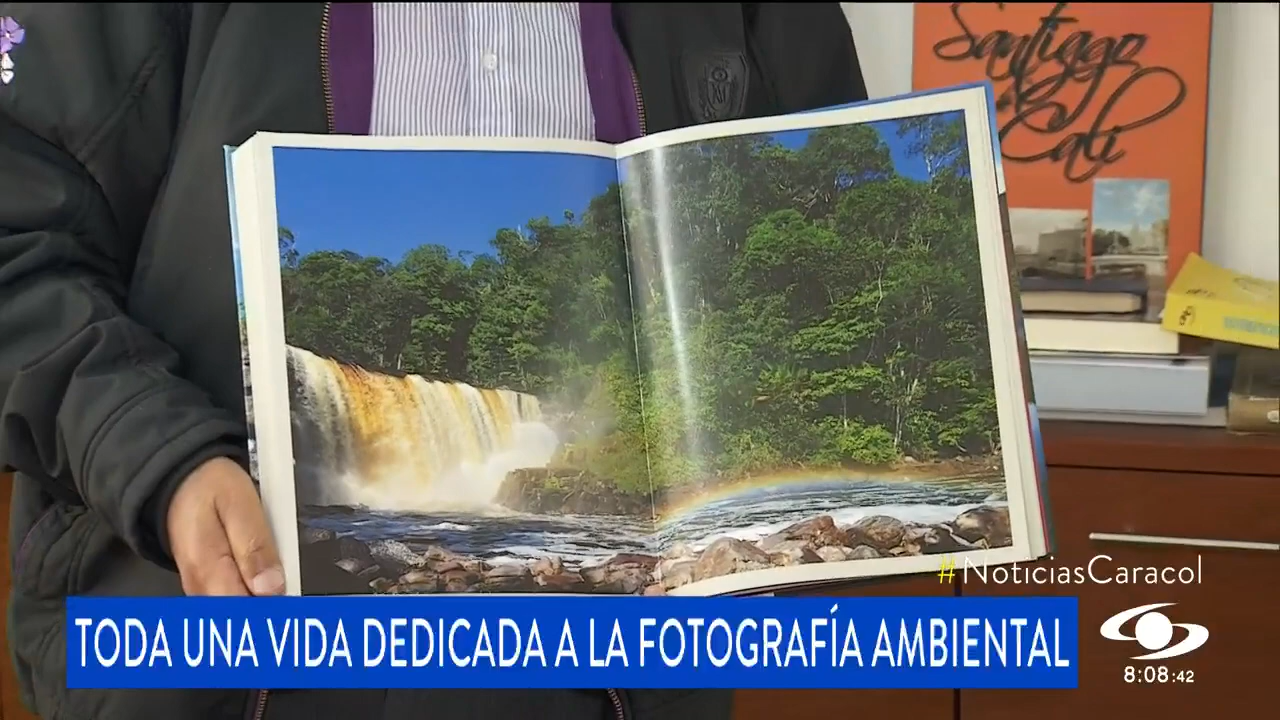 Santiago
de Cali
#NoticiasCaracol
TODA UNA VIDA DEDICADA A LA FOTOGRAFÍA AMBIENTAL
8:08:42